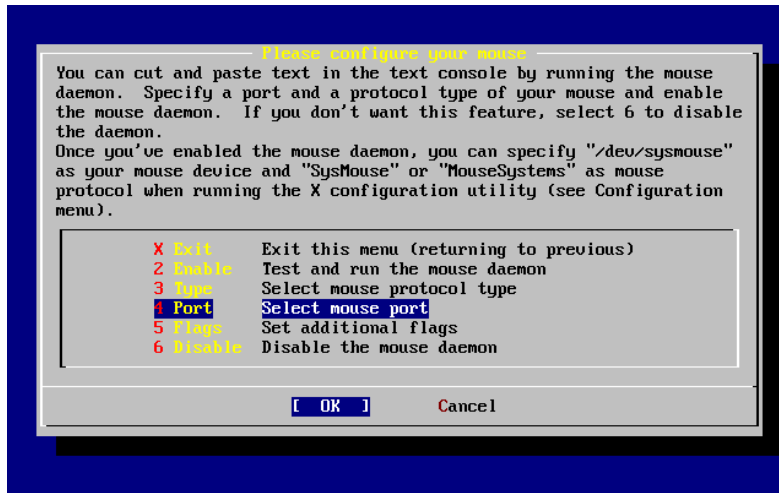 Please configure your mouse
You can cut and paste text in the text console by running the mouse
daemon.  Specify a port and a protocol type of your mouse and enable
the mouse daemon.  If you don't want this feature, select 6 to disable
the daemon.
Once you've enabled the mouse daemon, you can specify "/dev/sysmouse"
as your mouse device and "SysMouse" or "MouseSystems" as mouse
protocol when running the X configuration utility (see Configuration
menu).
X Exit     Exit this menu (returning to previous)
2 Enable   Test and run the mouse daemon
3 Type     Select mouse protocol type
4 Port     Select mouse port
5 Flags    Set additional flags
6 Disable  Disable the mouse daemon
[  OK  ]       Cancel